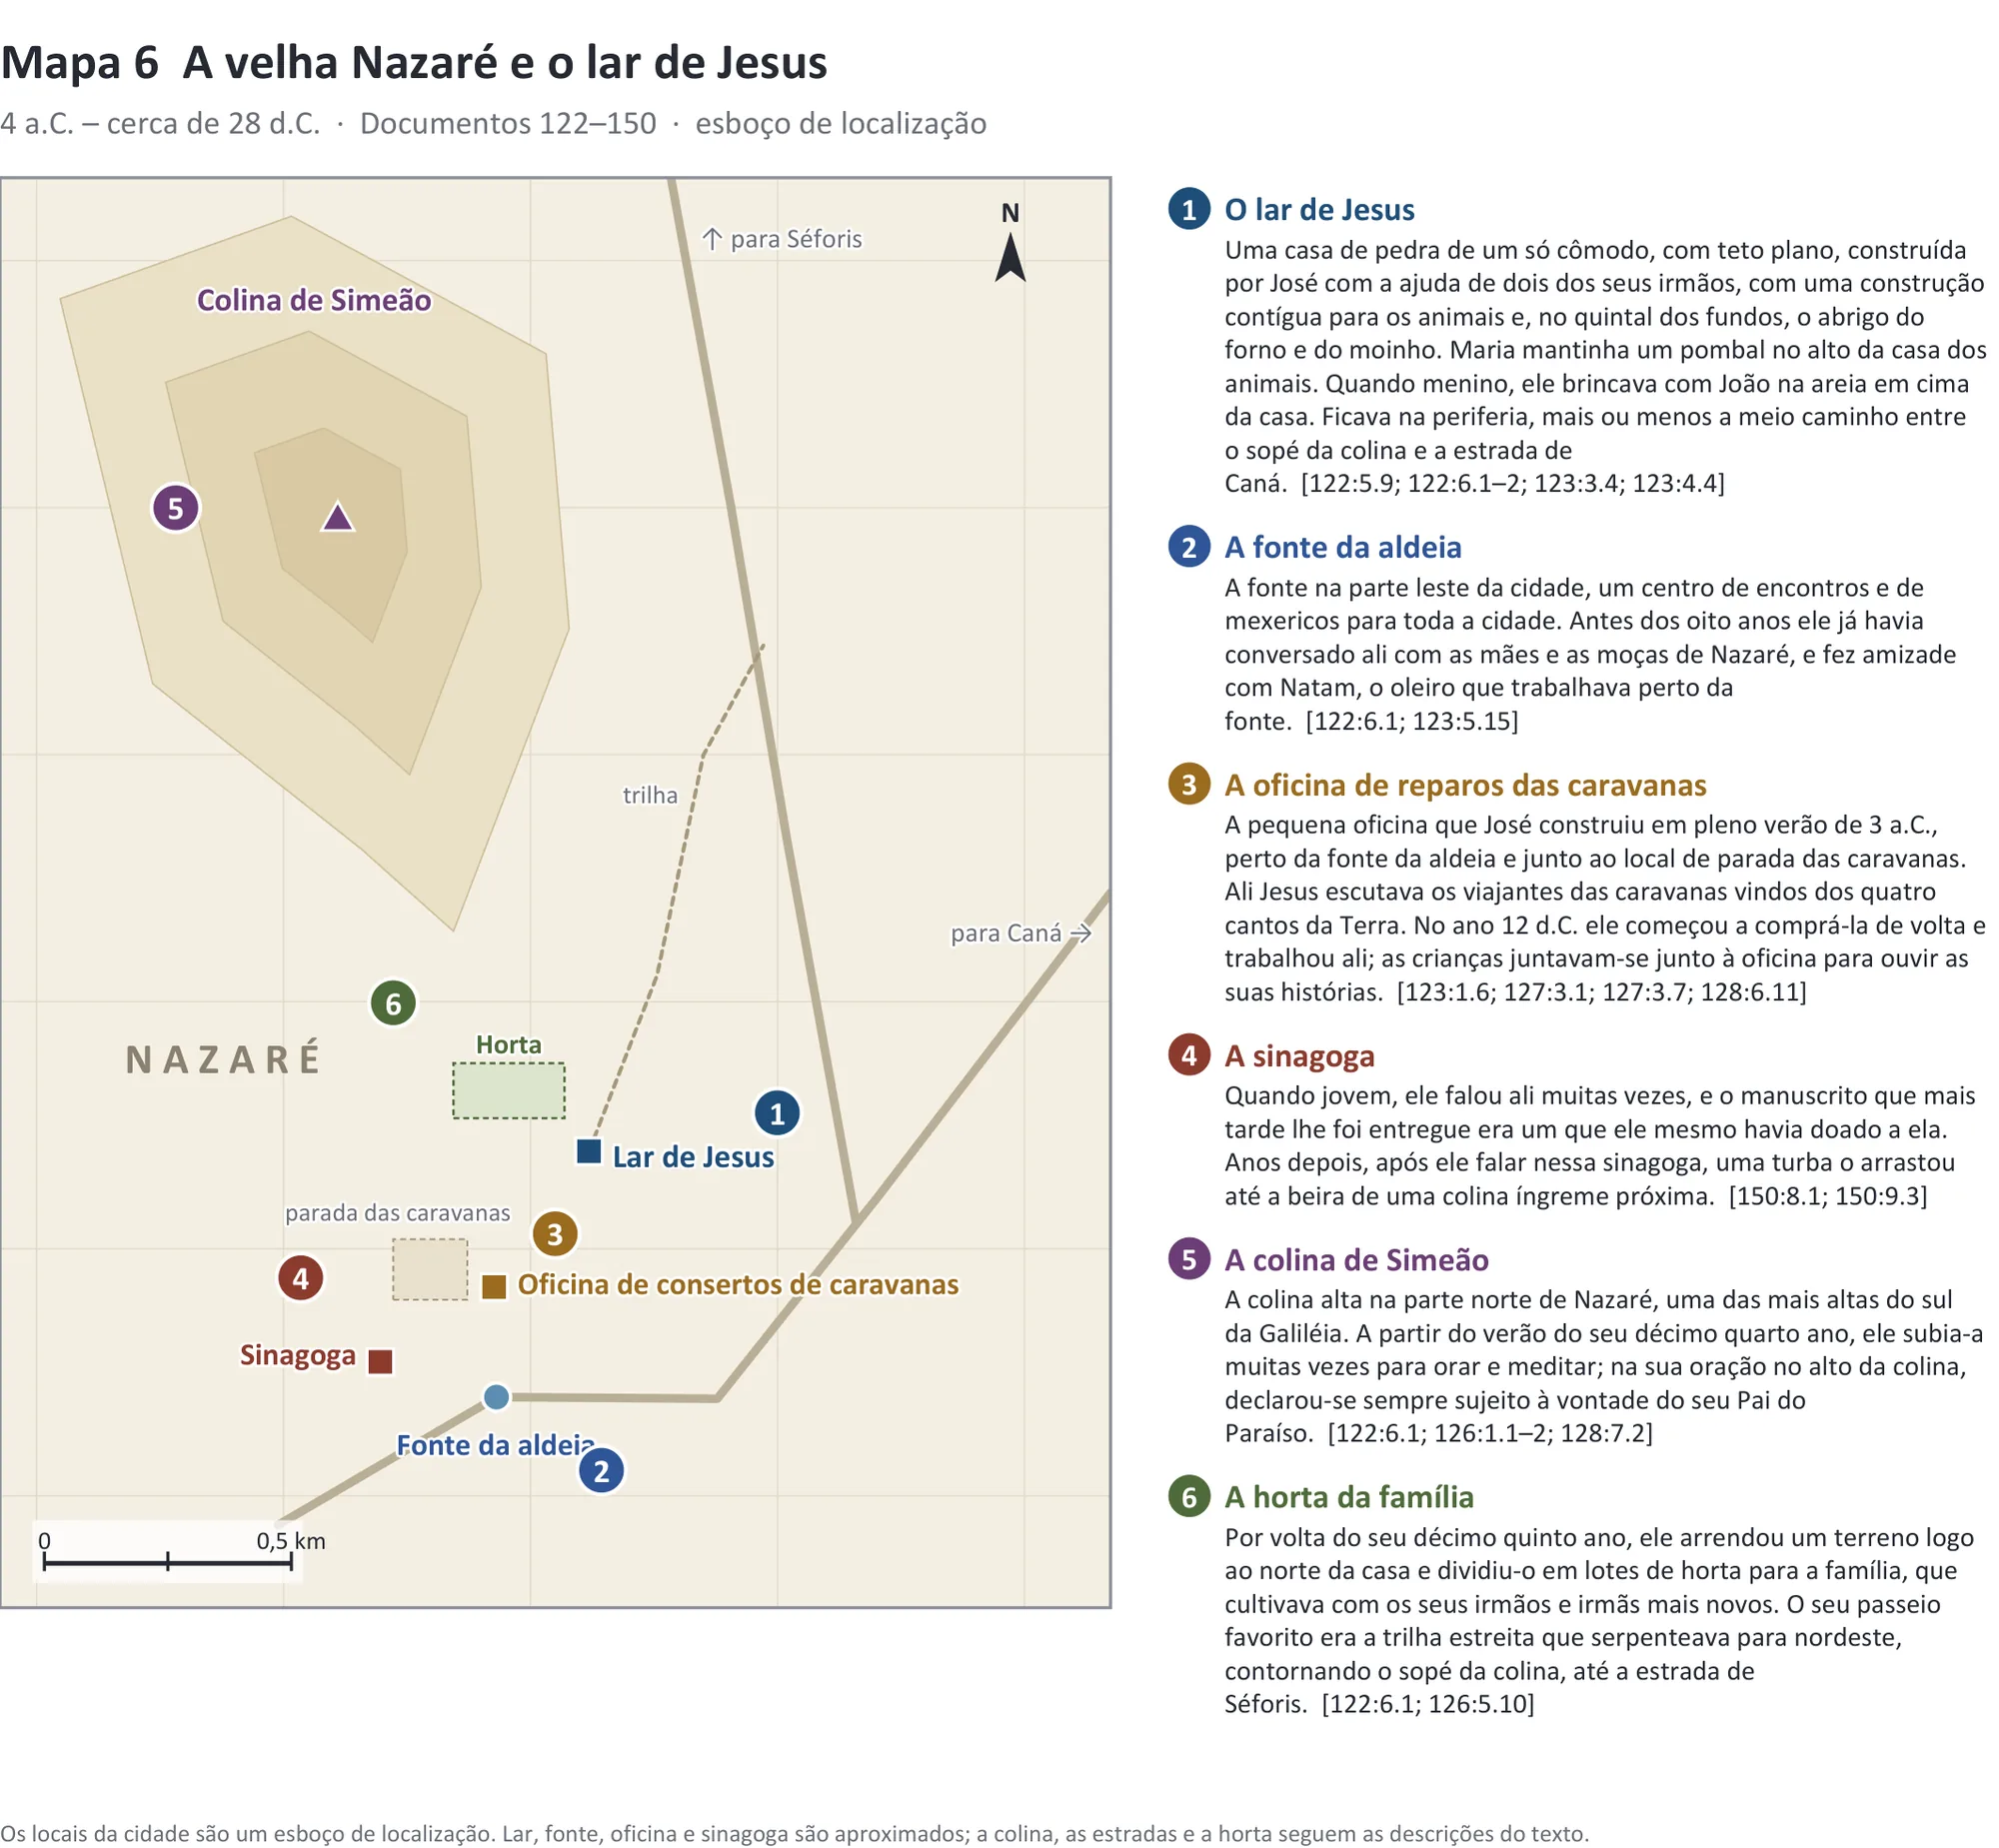 Mapa 6  A velha Nazaré e o lar de Jesus
4 a.C. – cerca de 28 d.C.  ·  Documentos 122–150  ·  esboço de localização
N
↑ para Séforis
Colina de Simeão
5
trilha
para Caná →
6
NAZARÉ
Horta
1
Lar de Jesus
parada das caravanas
3
4
Oficina de consertos de caravanas
Sinagoga
Fonte da aldeia
2
0
0,5 km
1 O lar de Jesus
Uma casa de pedra de um só cômodo, com teto plano, construída
por José com a ajuda de dois dos seus irmãos, com uma construção
contígua para os animais e, no quintal dos fundos, o abrigo do
forno e do moinho. Maria mantinha um pombal no alto da casa dos
animais. Quando menino, ele brincava com João na areia em cima
da casa. Ficava na periferia, mais ou menos a meio caminho entre
o sopé da colina e a estrada de
Caná.  [122:5.9; 122:6.1–2; 123:3.4; 123:4.4]
2 A fonte da aldeia
A fonte na parte leste da cidade, um centro de encontros e de
mexericos para toda a cidade. Antes dos oito anos ele já havia
conversado ali com as mães e as moças de Nazaré, e fez amizade
com Natam, o oleiro que trabalhava perto da
fonte.  [122:6.1; 123:5.15]
3 A oficina de reparos das caravanas
A pequena oficina que José construiu em pleno verão de 3 a.C.,
perto da fonte da aldeia e junto ao local de parada das caravanas.
Ali Jesus escutava os viajantes das caravanas vindos dos quatro
cantos da Terra. No ano 12 d.C. ele começou a comprá-la de volta e
trabalhou ali; as crianças juntavam-se junto à oficina para ouvir as
suas histórias.  [123:1.6; 127:3.1; 127:3.7; 128:6.11]
4 A sinagoga
Quando jovem, ele falou ali muitas vezes, e o manuscrito que mais
tarde lhe foi entregue era um que ele mesmo havia doado a ela.
Anos depois, após ele falar nessa sinagoga, uma turba o arrastou
até a beira de uma colina íngreme próxima.  [150:8.1; 150:9.3]
5 A colina de Simeão
A colina alta na parte norte de Nazaré, uma das mais altas do sul
da Galiléia. A partir do verão do seu décimo quarto ano, ele subia-a
muitas vezes para orar e meditar; na sua oração no alto da colina,
declarou-se sempre sujeito à vontade do seu Pai do
Paraíso.  [122:6.1; 126:1.1–2; 128:7.2]
6 A horta da família
Por volta do seu décimo quinto ano, ele arrendou um terreno logo
ao norte da casa e dividiu-o em lotes de horta para a família, que
cultivava com os seus irmãos e irmãs mais novos. O seu passeio
favorito era a trilha estreita que serpenteava para nordeste,
contornando o sopé da colina, até a estrada de
Séforis.  [122:6.1; 126:5.10]
Os locais da cidade são um esboço de localização. Lar, fonte, oficina e sinagoga são aproximados; a colina, as estradas e a horta seguem as descrições do texto.